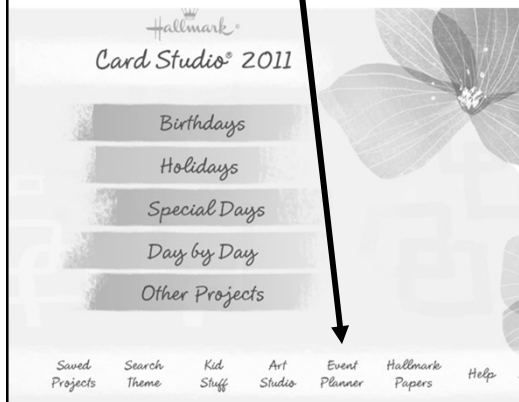 Hallmark
Card Studio® 2011
Birthdays
Holidays
Special Days
Day by Day
Other Projects
Saved Projects
Search Theme
Kid Stuff
Art Studio
Event Planner
Hallmark Papers
Help